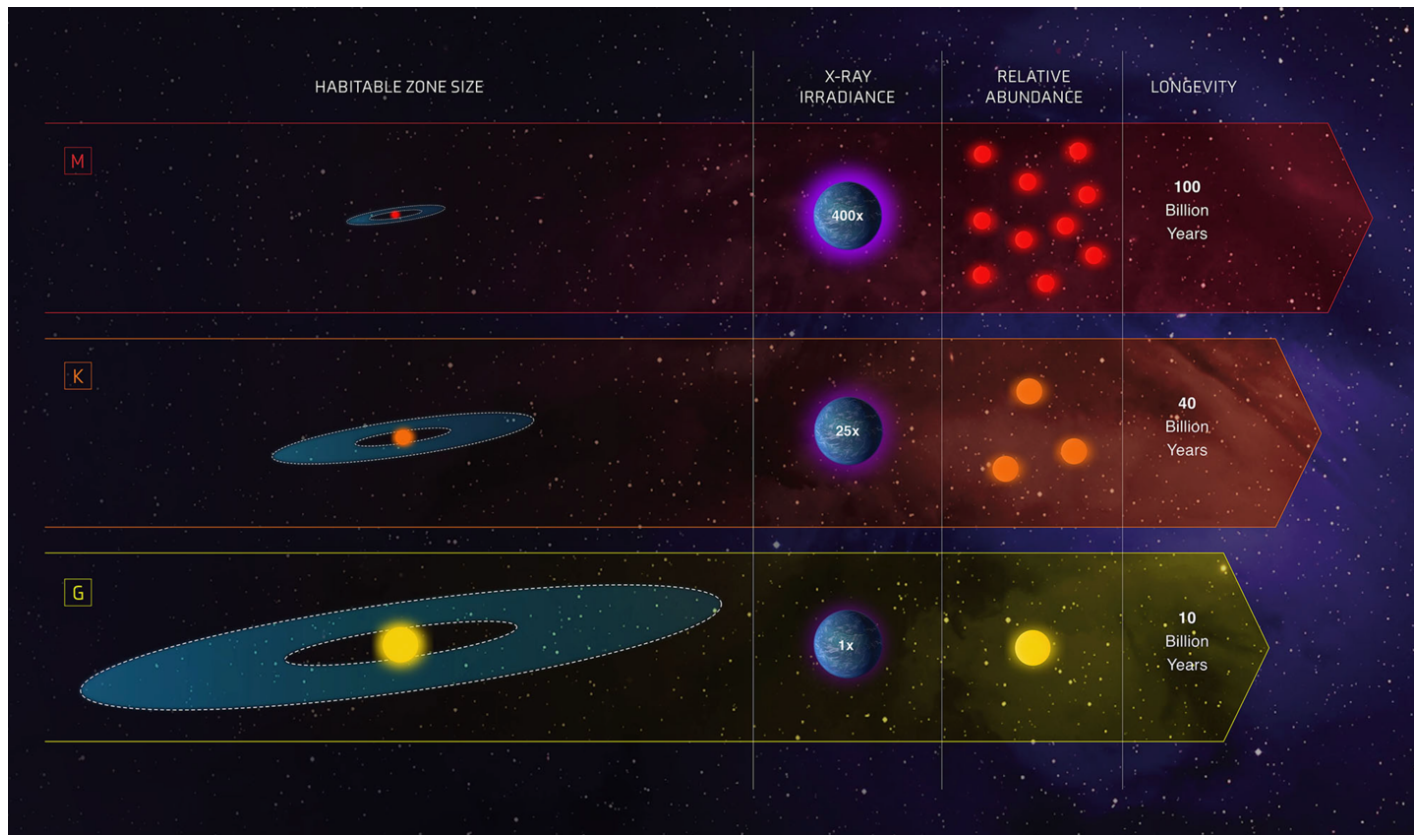 HABITABLE ZONE SIZE
X-RAY
IRRADIANCE
RELATIVE
ABUNDANCE
LONGEVITY
M
400x
100
Billion
Years
K
25x
40
Billion
Years
G
1x
10
Billion
Years